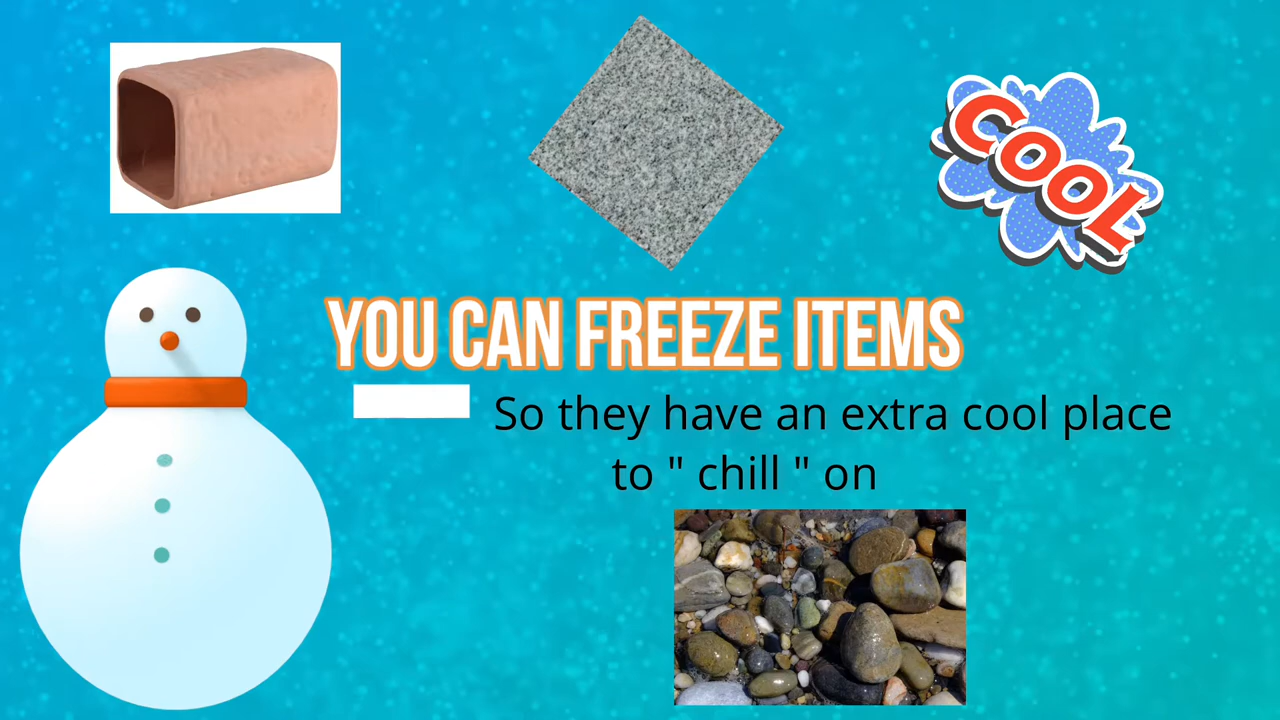 COOL
YOU CAN FREEZE ITEMS
So they have an extra cool place
to " chill " on